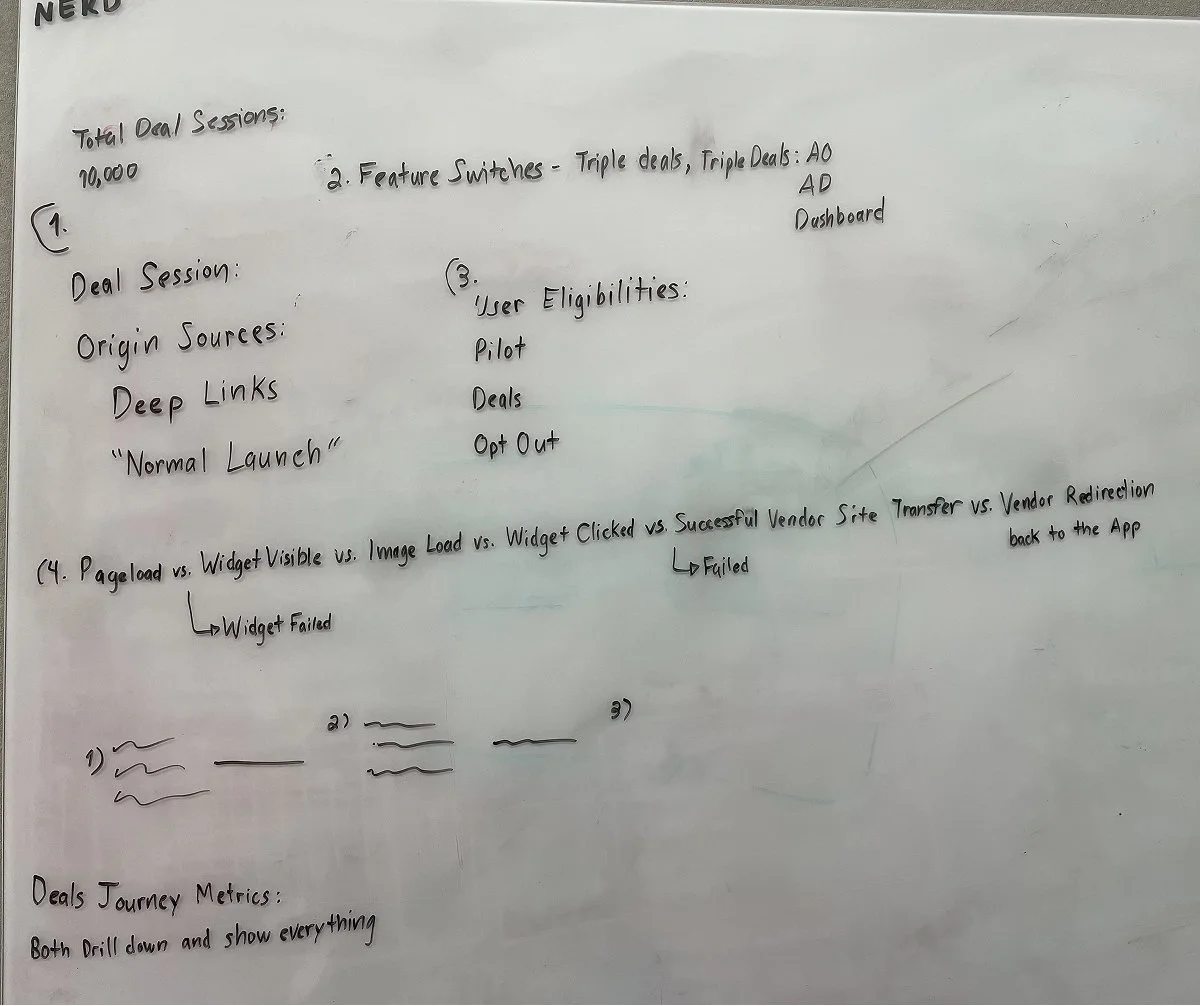 NERD
Total Deal Sessions:
10,000
2. Feature Switches - Triple deals, Triple Deals: AO
AD
Dashboard
(1.
Deal Session:
Origin Sources:
Deep Links
"Normal Launch"
(3.
User Eligibilities:
Pilot
Deals
Opt Out
(4. Pageload vs. Widget Visible vs. Image Load vs. Widget Clicked vs. Successful Vendor Site Transfer vs. Vendor Redirection
back to the App
Failed
Widget Failed
1)
2)
3)
Deals Journey Metrics:
Both Drill down and show everything